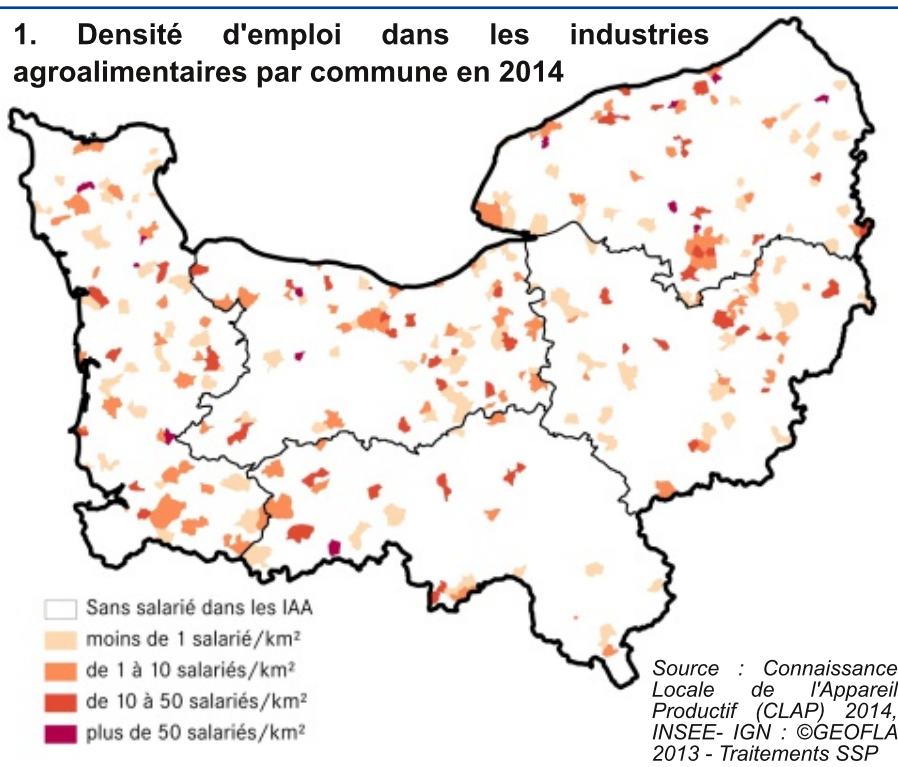 1. Densité d'emploi dans les industries
agroalimentaires par commune en 2014
Sans salarié dans les IAA
moins de 1 salarié/km²
de 1 à 10 salariés/km²
de 10 à 50 salariés/km²
plus de 50 salariés/km²
Source : Connaissance
Locale de l'Appareil
Productif (CLAP) 2014,
INSEE- IGN : ©GEOFLA
2013 - Traitements SSP